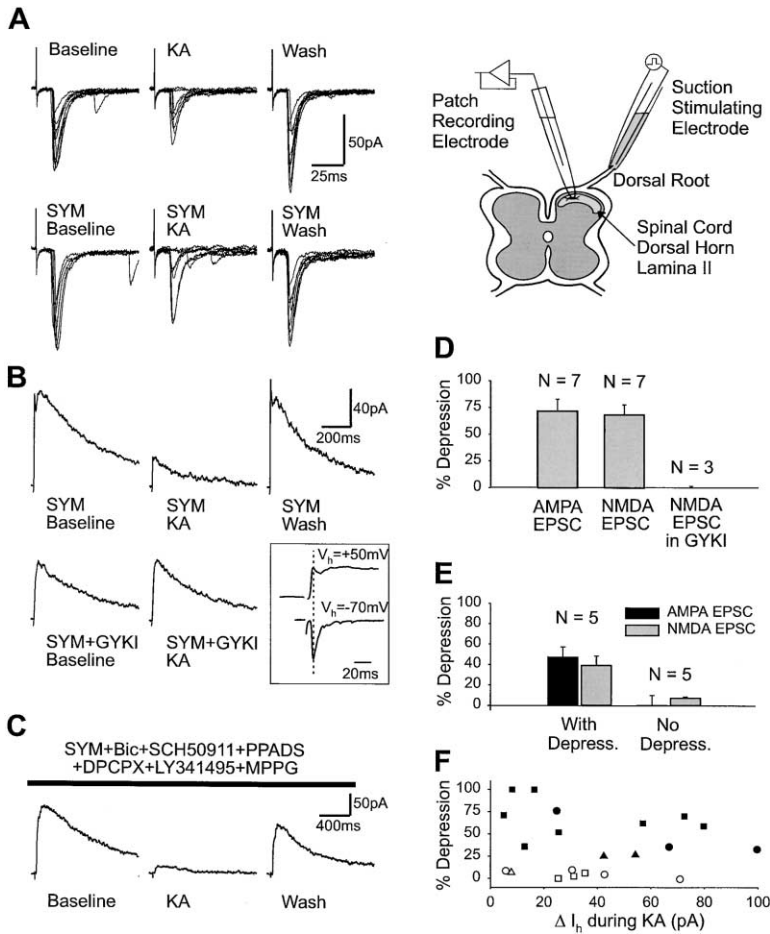 A
Baseline
KA
Wash
50pA
25ms
SYM
Baseline
SYM
KA
SYM
Wash
Patch
Recording
Electrode
Suction
Stimulating
Electrode
Dorsal Root
Spinal Cord
Dorsal Horn
Lamina II
B
40pA
200ms
SYM
Baseline
SYM
KA
SYM
Wash
SYM+GYKI
Baseline
SYM+GYKI
KA
Vh=+50mV
Vh=-70mV
20ms
C
SYM+Bic+SCH50911+PPADS
+DPCPX+LY341495+MPPG
50pA
400ms
Baseline
KA
Wash
D
% Depression
100
75
50
25
0
N = 7
N = 7
N = 3
AMPA
EPSC
NMDA
EPSC
NMDA
EPSC
in GYKI
E
% Depression
100
80
60
40
20
0
N = 5
N = 5
AMPA EPSC
NMDA EPSC
With
Depress.
No
Depress.
F
% Depression
100
75
50
25
0
0 20 40 60 80 100
Δ Ih during KA (pA)